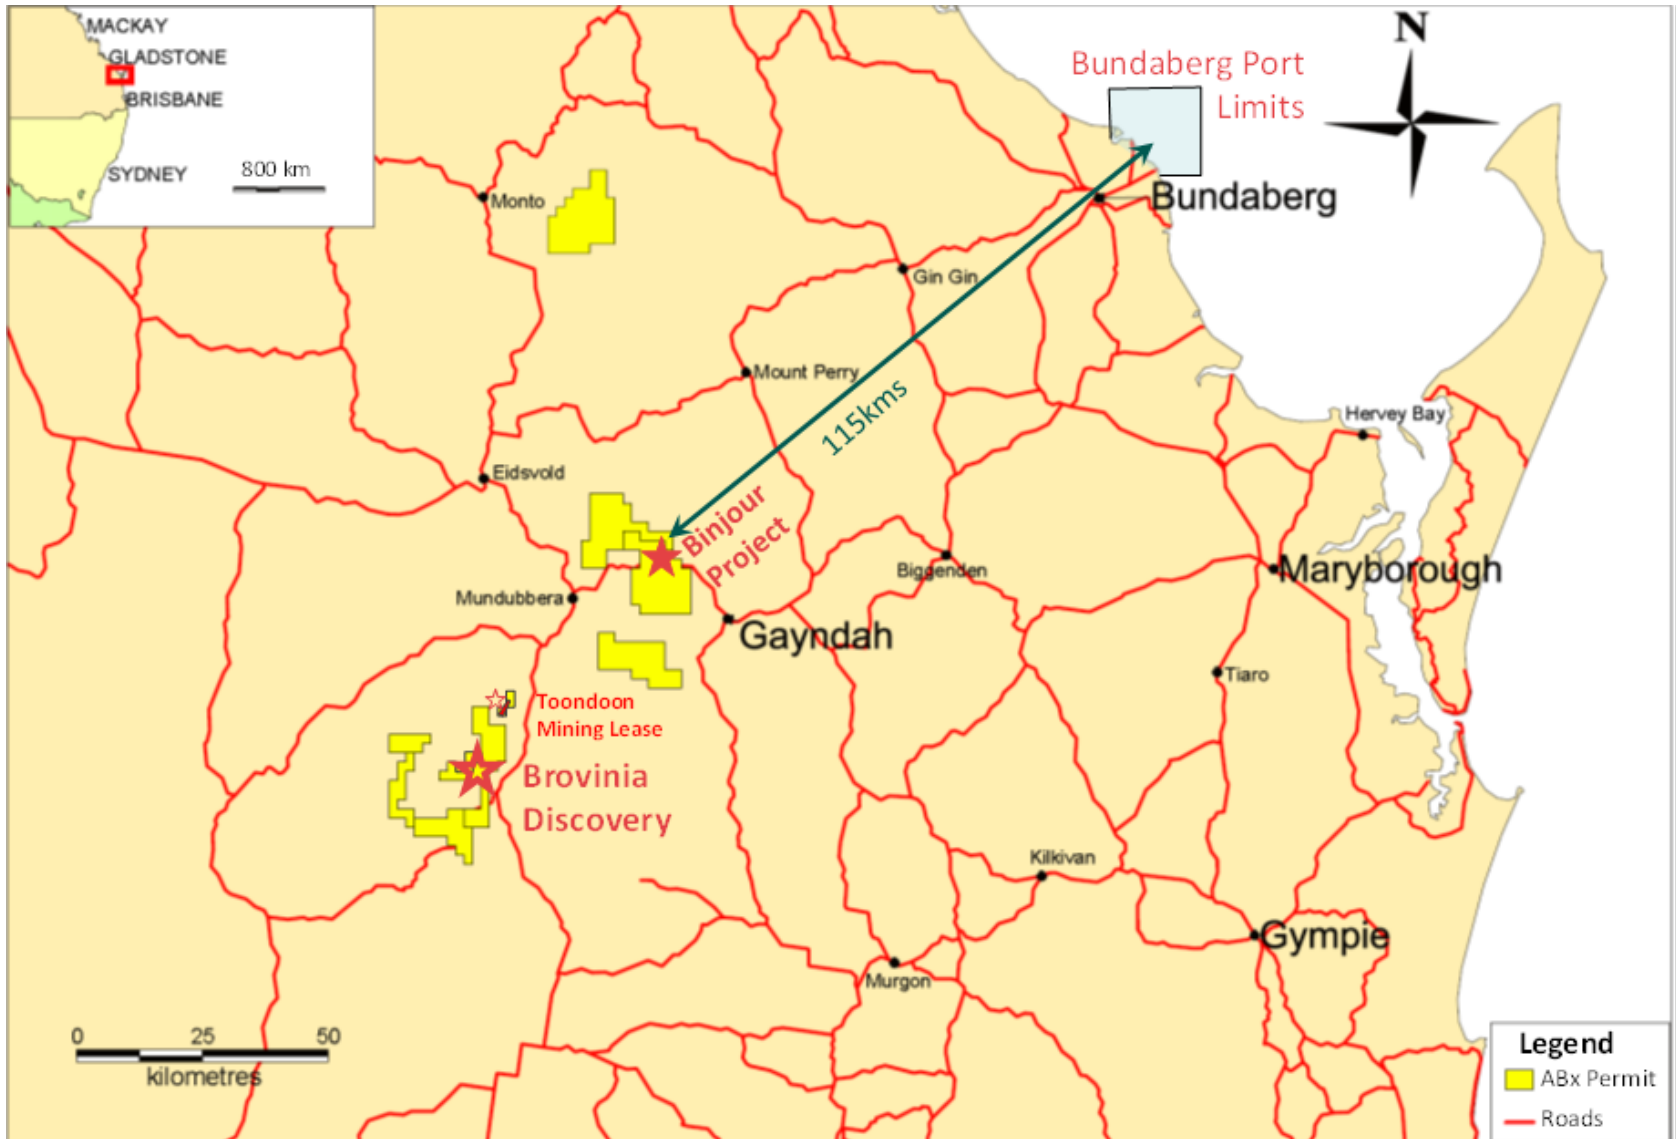 MACKAY
GLADSTONE
BRISBANE
SYDNEY
800 km
N
Bundaberg Port
Limits
Bundaberg
Monto
Gin Gin
Mount Perry
115kms
Hervey Bay
Eidsvold
Binjour
Project
Biggenden
Maryborough
Mundubbera
Gayndah
Tiaro
Toondoon
Mining Lease
Brovinia
Discovery
Kilkivan
Gympie
Murgon
0 25 50
kilometres
Legend
ABx Permit
Roads